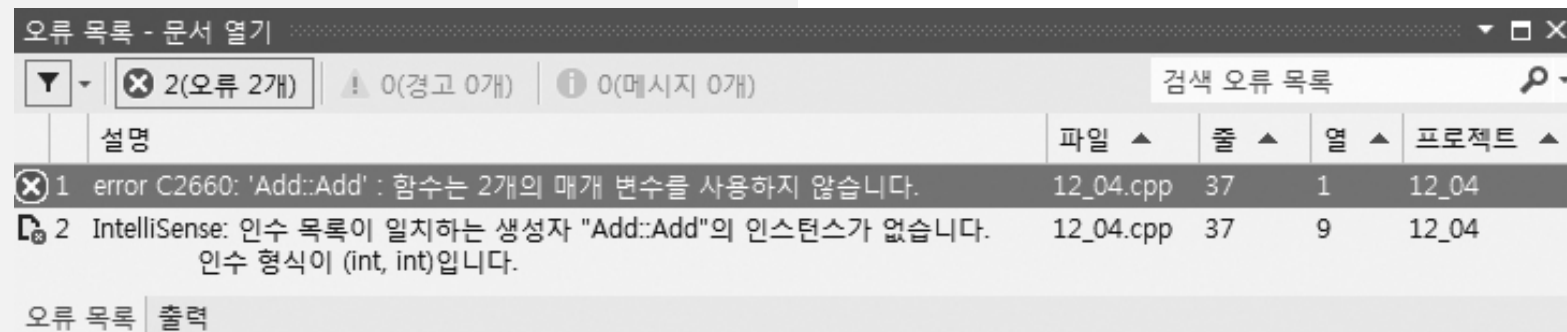 오류 목록 - 문서 열기
2(오류 2개) 0(경고 0개) 0(메시지 0개) 검색 오류 목록
설명 파일 줄 열 프로젝트
1 error C2660: 'Add::Add' : 함수는 2개의 매개 변수를 사용하지 않습니다. 12_04.cpp 37 1 12_04
2 IntelliSense: 인수 목록이 일치하는 생성자 "Add::Add"의 인스턴스가 없습니다. 12_04.cpp 37 9 12_04
인수 형식이 (int, int)입니다.
오류 목록 출력